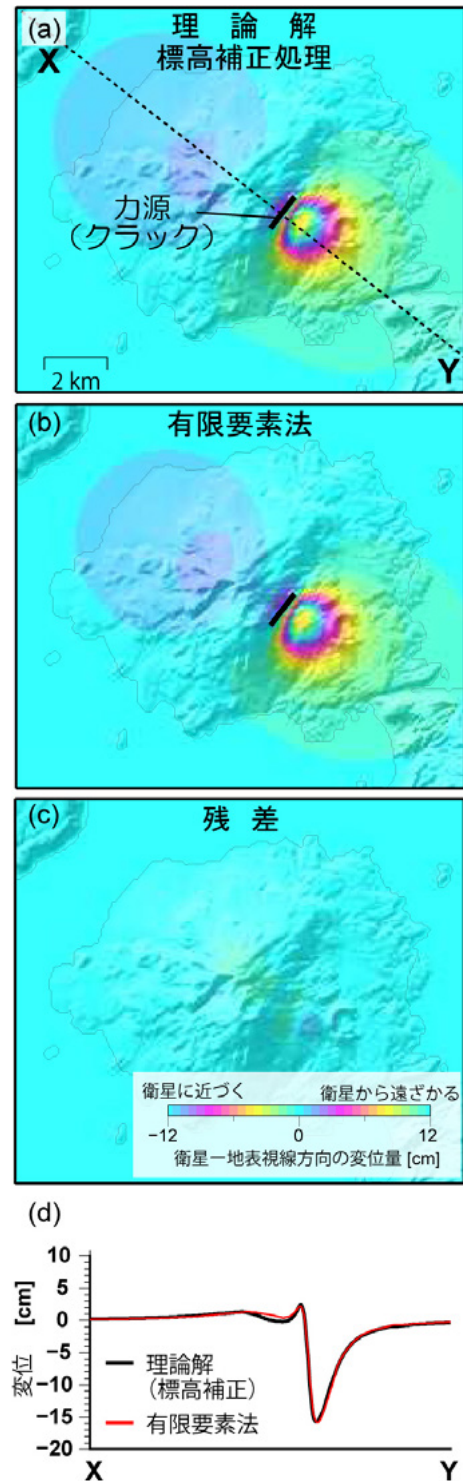 (a)
理 論 解
標高補正処理
X
力源
(クラック)
2 km
Y
(b)
有限要素法
(c)
残 差
衛星に近づく
衛星から遠ざかる
-12
0
12
衛星－地表視線方向の変位量 [cm]
(d)
10
5
0
-5
-10
-15
-20
変位 [cm]
理論解
(標高補正)
有限要素法
X
Y